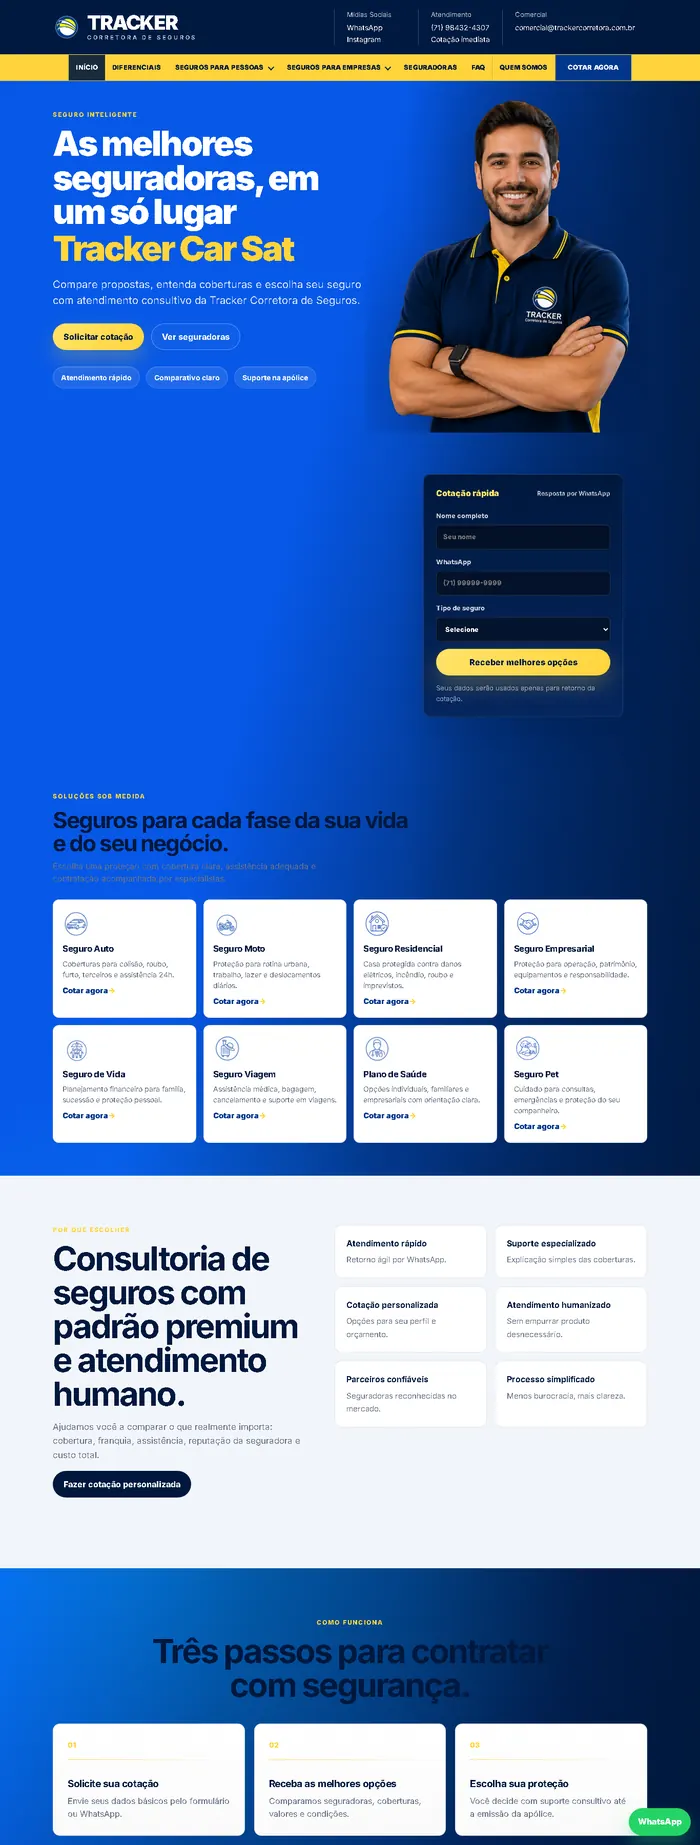 TRACKER
CORRETORA DE SEGUROS
Mídias Sociais
WhatsApp
Instagram
Atendimento
(71) 98432-4307
Cotação imediata
Comercial
comercial@trackercorretora.com.br
INÍCIO
DIFERENCIAIS
SEGUROS PARA PESSOAS
SEGUROS PARA EMPRESAS
SEGURADORAS
FAQ
QUEM SOMOS
COTAR AGORA
SEGURO INTELIGENTE
As melhores
seguradoras, em
um só lugar
Tracker Car Sat
Compare propostas, entenda coberturas e escolha seu seguro
com atendimento consultivo da Tracker Corretora de Seguros.
Solicitar cotação
Ver seguradoras
Atendimento rápido
Comparativo claro
Suporte na apólice
TRACKER
Corretora de Seguros
Cotação rápida
Resposta por WhatsApp
Nome completo
Seu nome
WhatsApp
(71) 99999-9999
Tipo de seguro
Selecione
Receber melhores opções
Seus dados serão usados apenas para retorno da
cotação.
SOLUÇÕES SOB MEDIDA
Seguros para cada fase da sua vida
e do seu negócio.
Escolha uma proteção com cobertura clara, assistência adequada e
contratação acompanhada por especialistas.
Seguro Auto
Coberturas para colisão, roubo,
furto, terceiros e assistência 24h.
Cotar agora→
Seguro Moto
Proteção para rotina urbana,
trabalho, lazer e deslocamentos
diários.
Cotar agora→
Seguro Residencial
Casa protegida contra danos
elétricos, incêndio, roubo e
imprevistos.
Cotar agora→
Seguro Empresarial
Proteção para operação, patrimônio,
equipamentos e responsabilidade.
Cotar agora→
Seguro de Vida
Planejamento financeiro para família,
sucessão e proteção pessoal.
Cotar agora→
Seguro Viagem
Assistência médica, bagagem,
cancelamento e suporte em viagens.
Cotar agora→
Plano de Saúde
Opções individuais, familiares e
empresariais com orientação clara.
Cotar agora→
Seguro Pet
Cuidado para consultas,
emergências e proteção do seu
companheiro.
Cotar agora→
POR QUE ESCOLHER
Consultoria de
seguros com
padrão premium
e atendimento
humano.
Ajudamos você a comparar o que realmente importa:
cobertura, franquia, assistência, reputação da seguradora e
custo total.
Fazer cotação personalizada
Atendimento rápido
Retorno ágil por WhatsApp.
Suporte especializado
Explicação simples das coberturas.
Cotação personalizada
Opções para seu perfil e
orçamento.
Atendimento humanizado
Sem empurrar produto
desnecessário.
Parceiros confiáveis
Seguradoras reconhecidas no
mercado.
Processo simplificado
Menos burocracia, mais clareza.
COMO FUNCIONA
Três passos para contratar
com segurança.
01
Solicite sua cotação
Envie seus dados básicos pelo formulário
ou WhatsApp.
02
Receba as melhores opções
Comparamos seguradoras, coberturas,
valores e condições.
03
Escolha sua proteção
Você decide com suporte consultivo até
a emissão da apólice.
WhatsApp